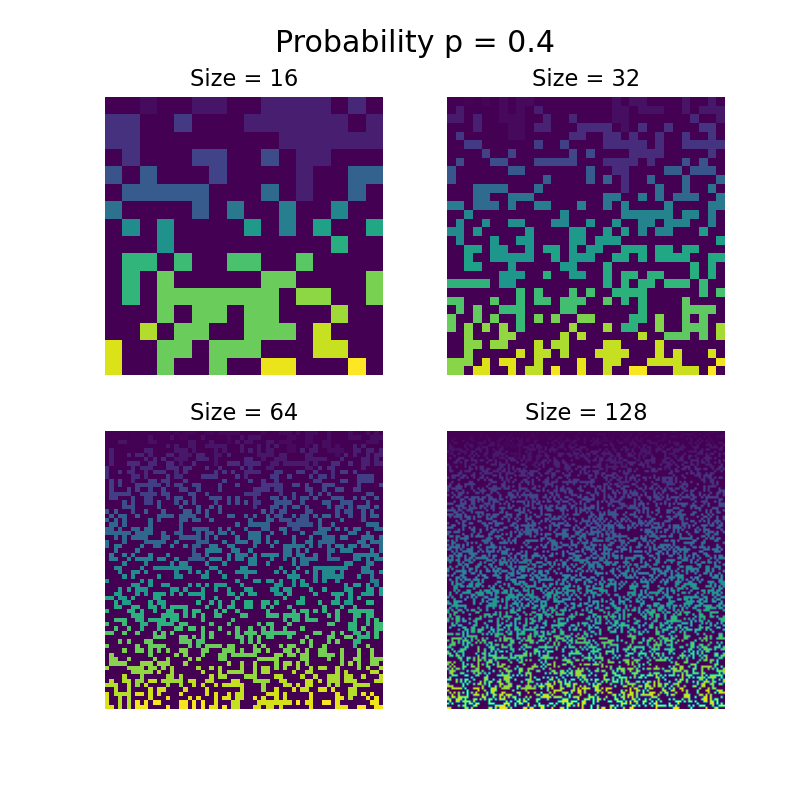 Probability p = 0.4
Size = 16
Size = 32
Size = 64
Size = 128